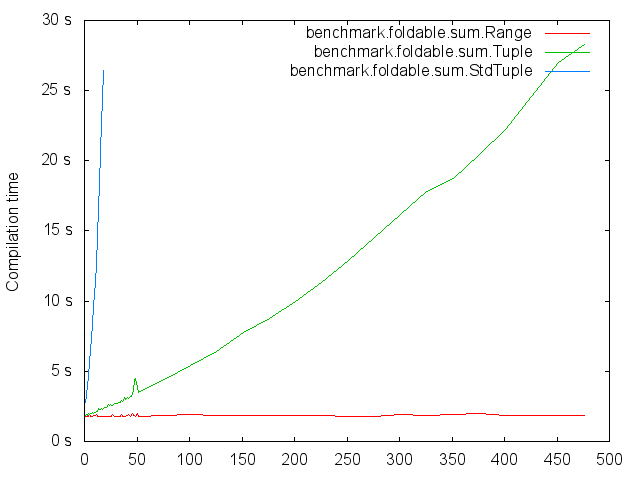 30 s
25 s
20 s
15 s
10 s
5 s
0 s
Compilation time
benchmark.foldable.sum.Range
benchmark.foldable.sum.Tuple
benchmark.foldable.sum.StdTuple
0 50 100 150 200 250 300 350 400 450 500